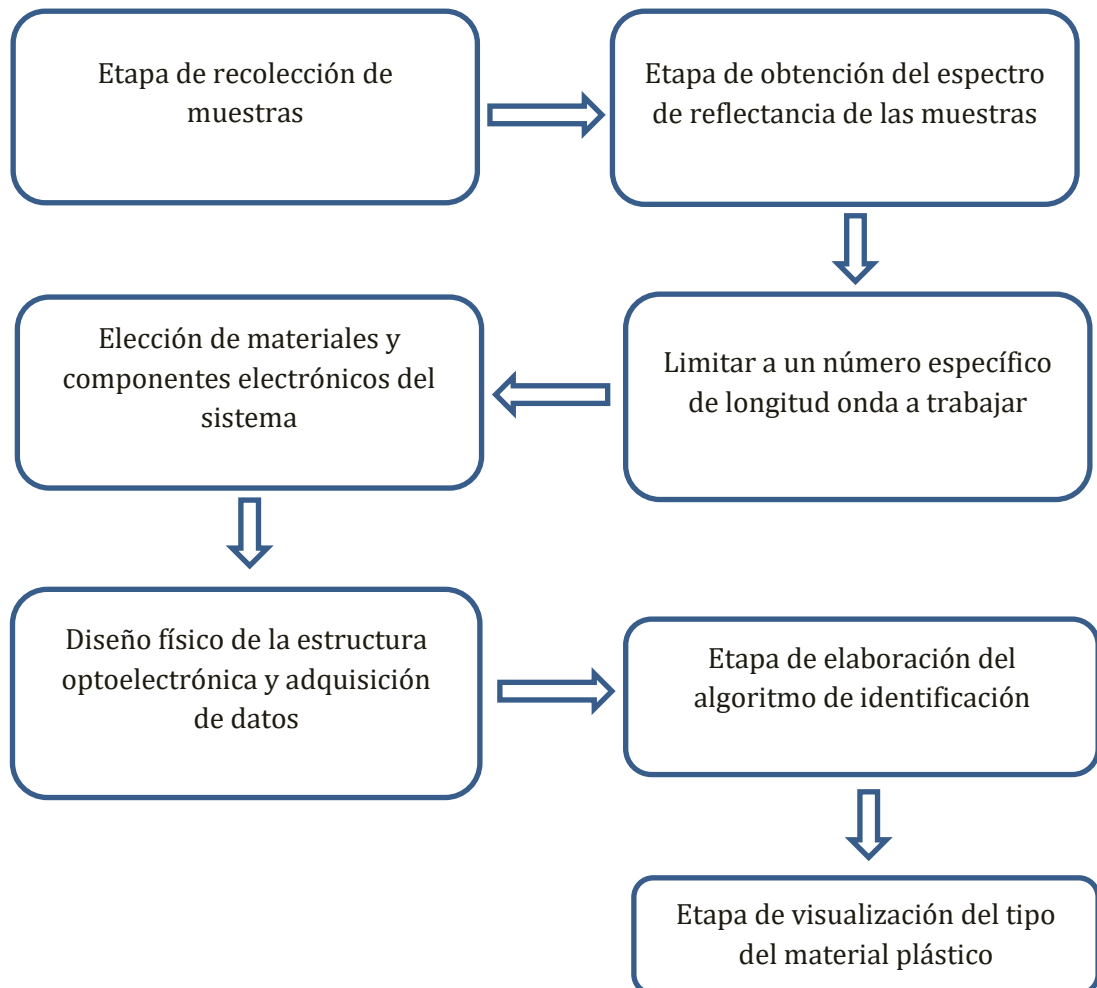 Etapa de recolección de
muestras
Etapa de obtención del espectro
de reflectancia de las muestras
Limitar a un número específico
de longitud onda a trabajar
Elección de materiales y
componentes electrónicos del
sistema
Diseño físico de la estructura
optoelectrónica y adquisición
de datos
Etapa de elaboración del
algoritmo de identificación
Etapa de visualización del tipo
del material plástico